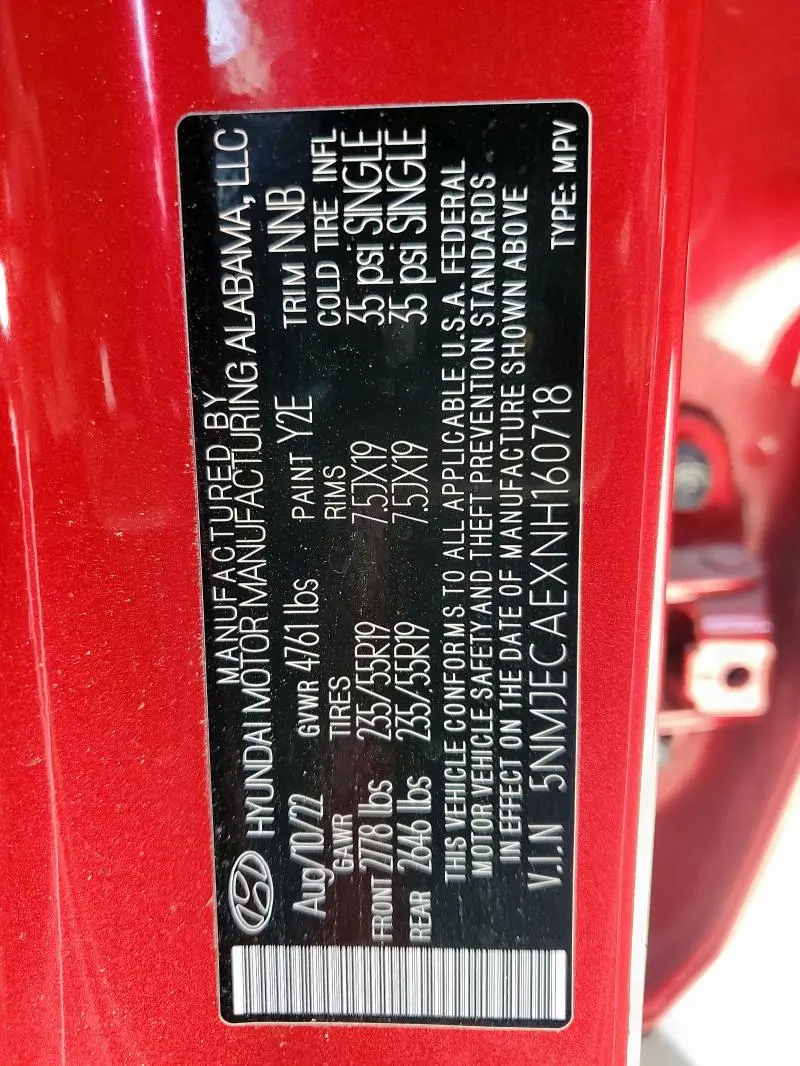 MANUFACTURED BY
HYUNDAI MOTOR MANUFACTURING ALABAMA, LLC
Aug/10/22 GVWR 4761 lbs PAINT Y2E TRIM NNB
GAWR TIRES RIMS COLD TIRE INFL
FRONT 2778 lbs 235/55R19 7.5JX19 35 psi SINGLE
REAR 2646 lbs 235/55R19 7.5JX19 35 psi SINGLE
THIS VEHICLE CONFORMS TO ALL APPLICABLE U.S.A. FEDERAL
MOTOR VEHICLE SAFETY AND THEFT PREVENTION STANDARDS
IN EFFECT ON THE DATE OF MANUFACTURE SHOWN ABOVE
V.I.N 5NMJECAEXNH160718 TYPE: MPV